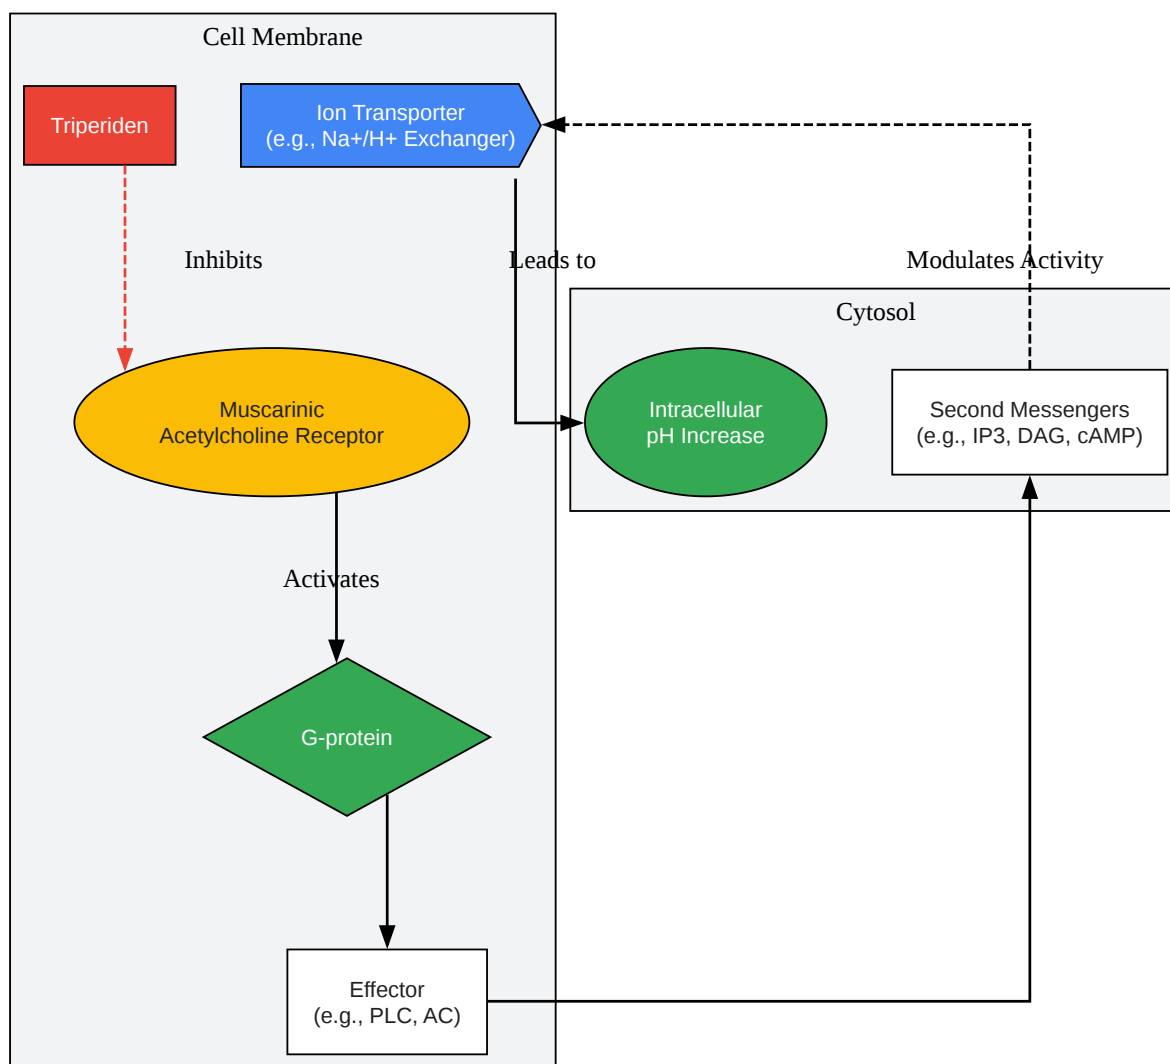 Cell Membrane
Triperiden
Ion Transporter
(e.g., Na+/H+ Exchanger)
Inhibits
Leads to
Modulates Activity
Cytosol
Muscarinic
Acetylcholine Receptor
Intracellular
pH Increase
Second Messengers
(e.g., IP3, DAG, cAMP)
Activates
G-protein
Effector
(e.g., PLC, AC)